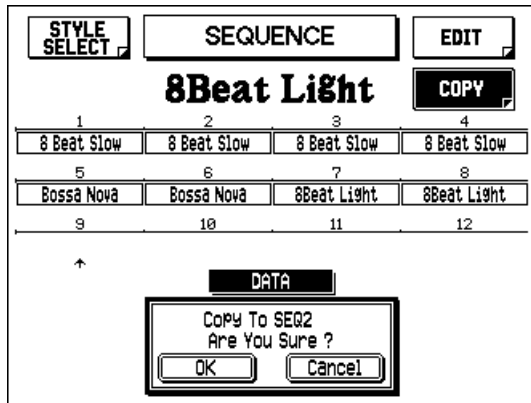 STYLE SELECT SEQUENCE EDIT
8Beat Light COPY
1 2 3 4
8 Beat Slow 8 Beat Slow 8 Beat Slow 8 Beat Slow
5 6 7 8
Bossa Nova Bossa Nova 8Beat Light 8Beat Light
9 10 11 12
DATA
Copy To SEQ2
Are You Sure ?
OK Cancel